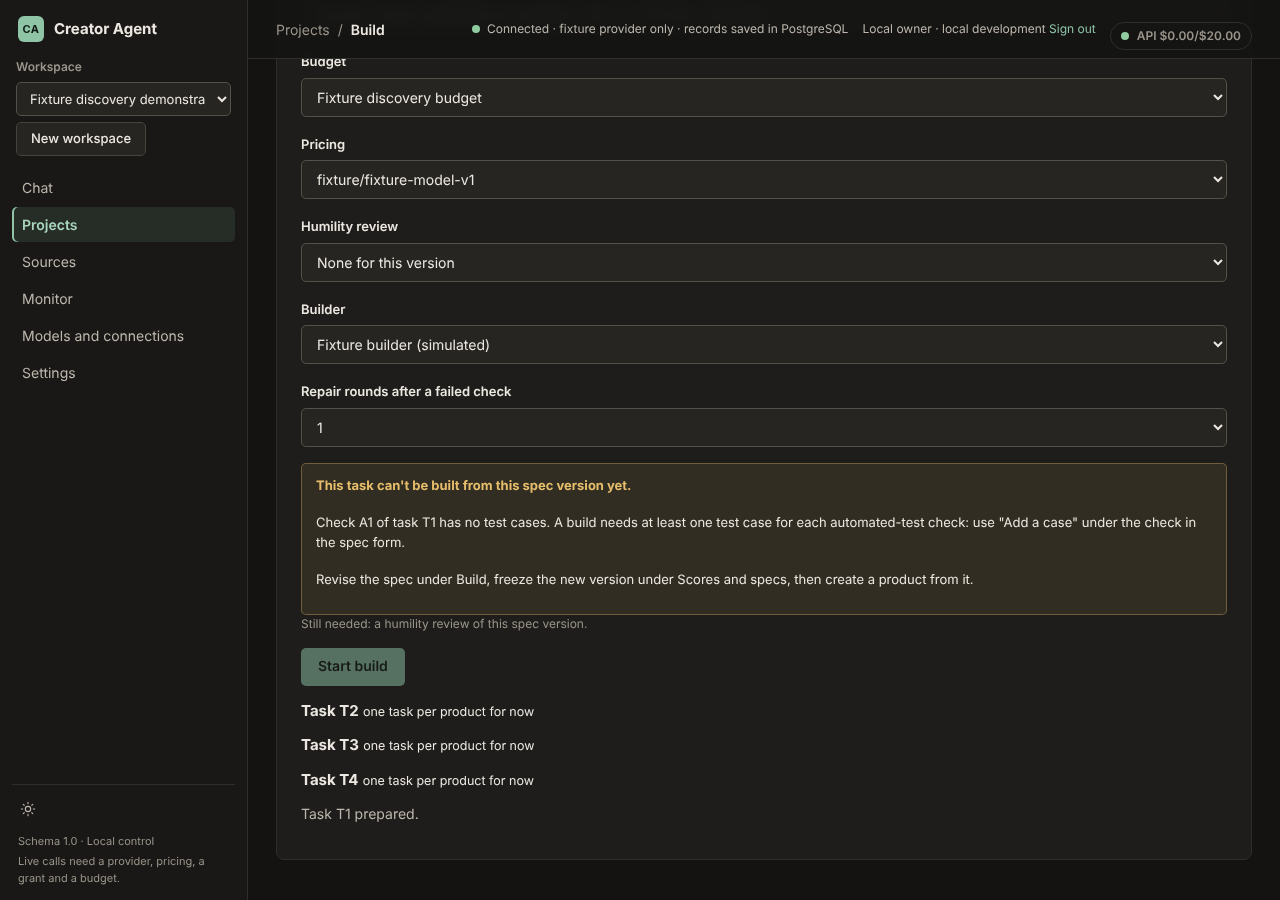 CA Creator Agent
Workspace
Fixture discovery demonstra
New workspace
Chat
Projects
Sources
Monitor
Models and connections
Settings
Schema 1.0 · Local control
Live calls need a provider, pricing, a
grant and a budget.
Projects / Build
Connected · fixture provider only · records saved in PostgreSQL
Local owner · local development Sign out
API $0.00/$20.00
Budget
Fixture discovery budget
Pricing
fixture/fixture-model-v1
Humility review
None for this version
Builder
Fixture builder (simulated)
Repair rounds after a failed check
1
This task can't be built from this spec version yet.
Check A1 of task T1 has no test cases. A build needs at least one test case for each automated-test check: use "Add a case" under the check in
the spec form.
Revise the spec under Build, freeze the new version under Scores and specs, then create a product from it.
Still needed: a humility review of this spec version.
Start build
Task T2 one task per product for now
Task T3 one task per product for now
Task T4 one task per product for now
Task T1 prepared.